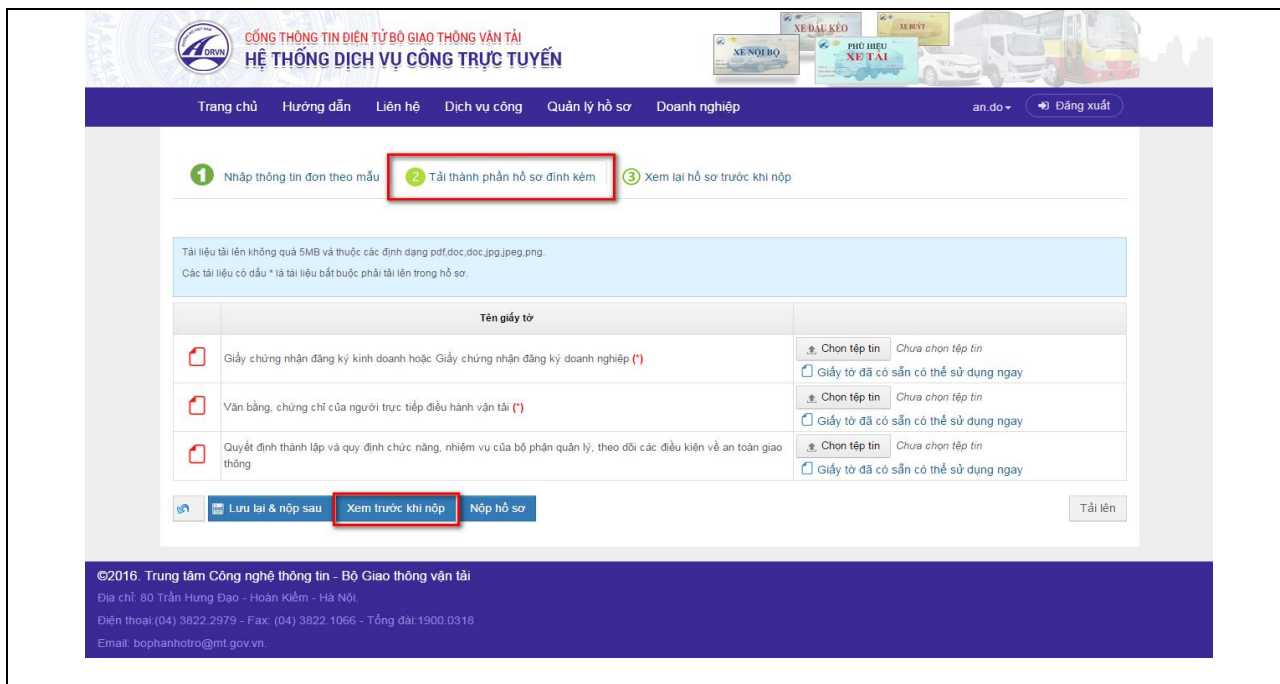 CỔNG THÔNG TIN ĐIỆN TỬ BỘ GIAO THÔNG VẬN TẢI
HỆ THỐNG DỊCH VỤ CÔNG TRỰC TUYẾN
DRVN
XE ĐẦU KÉO
XE BUÝT
XE NỘI BỘ
PHÙ HIỆU
XE TẢI
Trang chủ Hướng dẫn Liên hệ Dịch vụ công Quản lý hồ sơ Doanh nghiệp an.do Đăng xuất
1 Nhập thông tin đơn theo mẫu 2 Tải thành phần hồ sơ đính kèm 3 Xem lại hồ sơ trước khi nộp
Tài liệu tải lên không quá 5MB và thuộc các định dạng pdf,doc,doc,jpg,jpeg,png.
Các tài liệu có dấu * là tài liệu bắt buộc phải tải lên trong hồ sơ.
Tên giấy tờ
Giấy chứng nhận đăng ký kinh doanh hoặc Giấy chứng nhận đăng ký doanh nghiệp (*)
Chọn tệp tin Chưa chọn tệp tin
Giấy tờ đã có sẵn có thể sử dụng ngay
Văn bằng, chứng chỉ của người trực tiếp điều hành vận tải (*)
Chọn tệp tin Chưa chọn tệp tin
Giấy tờ đã có sẵn có thể sử dụng ngay
Quyết định thành lập và quy định chức năng, nhiệm vụ của bộ phận quản lý, theo dõi các điều kiện về an toàn giao
thông
Chọn tệp tin Chưa chọn tệp tin
Giấy tờ đã có sẵn có thể sử dụng ngay
Lưu lại & nộp sau Xem trước khi nộp Nộp hồ sơ Tải lên
©2016. Trung tâm Công nghệ thông tin - Bộ Giao thông vận tải
Địa chỉ: 80 Trần Hưng Đạo - Hoàn Kiếm - Hà Nội.
Điện thoại:(04) 3822.2979 - Fax: (04) 3822.1066 - Tổng đài:1900.0318
Email: bophanhotro@mt.gov.vn.